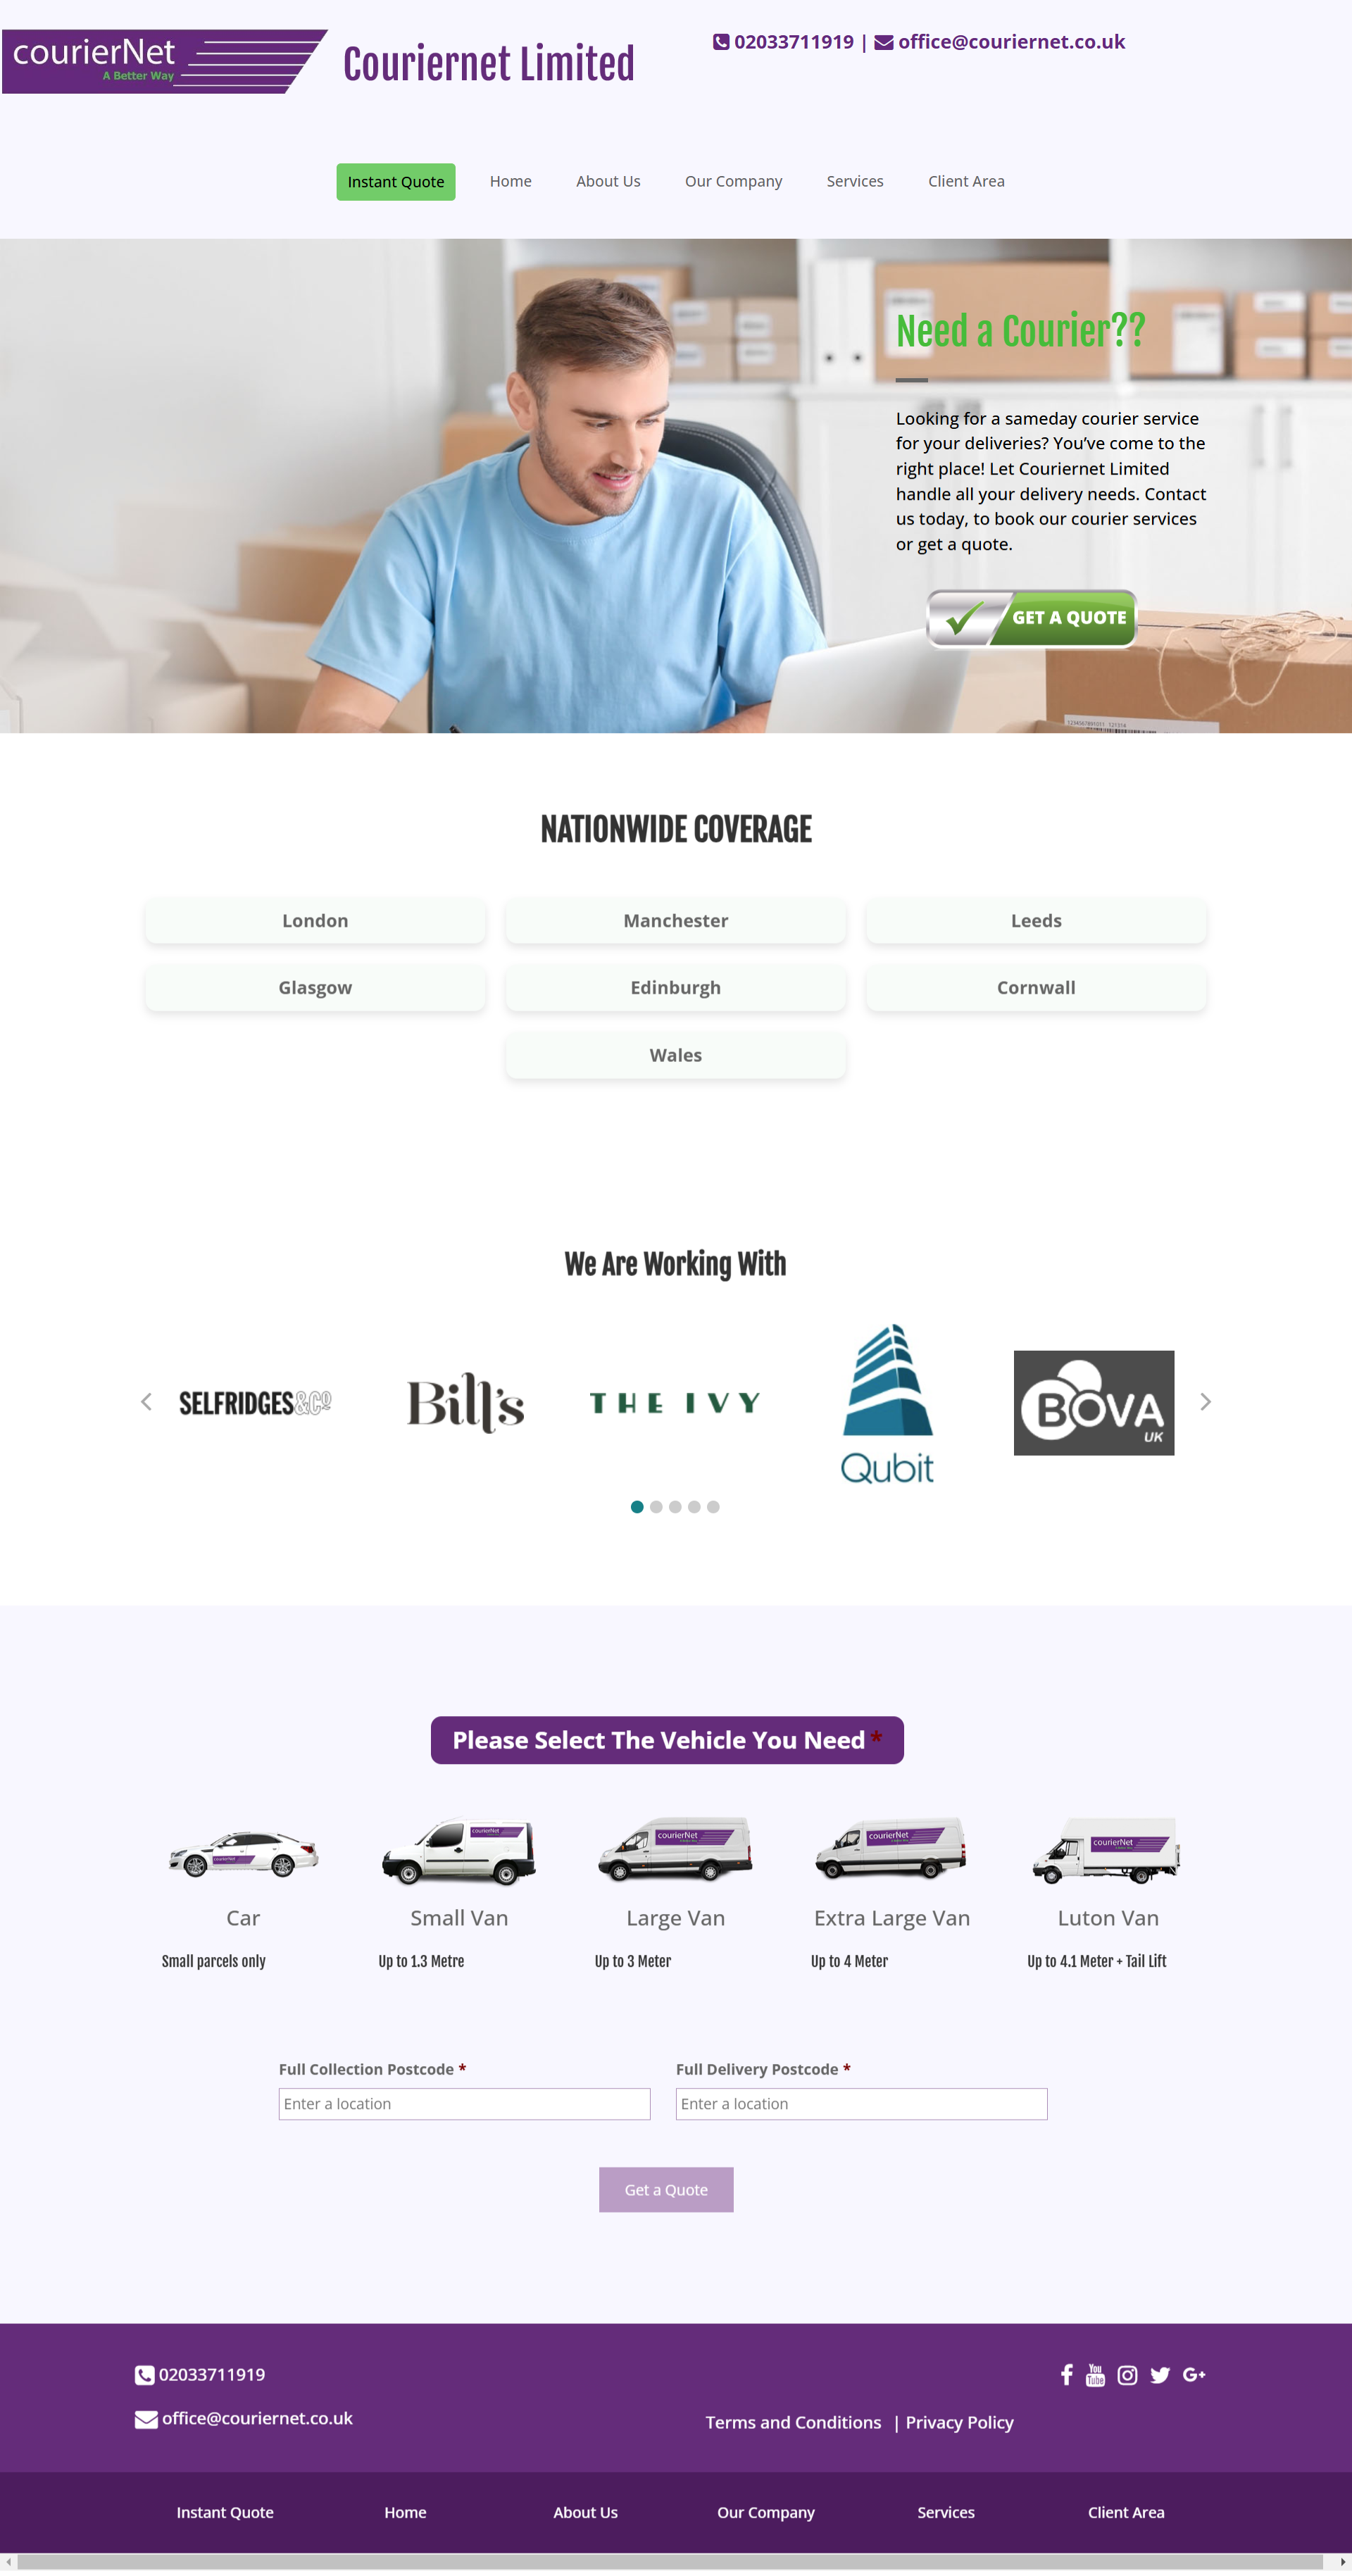 courierNet
A Better Way
Couriernet Limited
02033711919 | office@couriernet.co.uk
Instant Quote
Home
About Us
Our Company
Services
Client Area
Need a Courier??
Looking for a sameday courier service
for your deliveries? You've come to the
right place! Let Couriernet Limited
handle all your delivery needs. Contact
us today, to book our courier services
or get a quote.
GET A QUOTE
NATIONWIDE COVERAGE
London
Manchester
Leeds
Glasgow
Edinburgh
Cornwall
Wales
We Are Working With
SELFRIDGES&CO
Bill's
THE IVY
Qubit
BOVA
UK
Please Select The Vehicle You Need *
courierNet
courierNet
courierNet
courierNet
courierNet
Car
Small Van
Large Van
Extra Large Van
Luton Van
Small parcels only
Up to 1.3 Metre
Up to 3 Meter
Up to 4 Meter
Up to 4.1 Meter + Tail Lift
Full Collection Postcode *
Full Delivery Postcode *
Enter a location
Enter a location
Get a Quote
02033711919
You Tube
G+
office@couriernet.co.uk
Terms and Conditions | Privacy Policy
Instant Quote
Home
About Us
Our Company
Services
Client Area